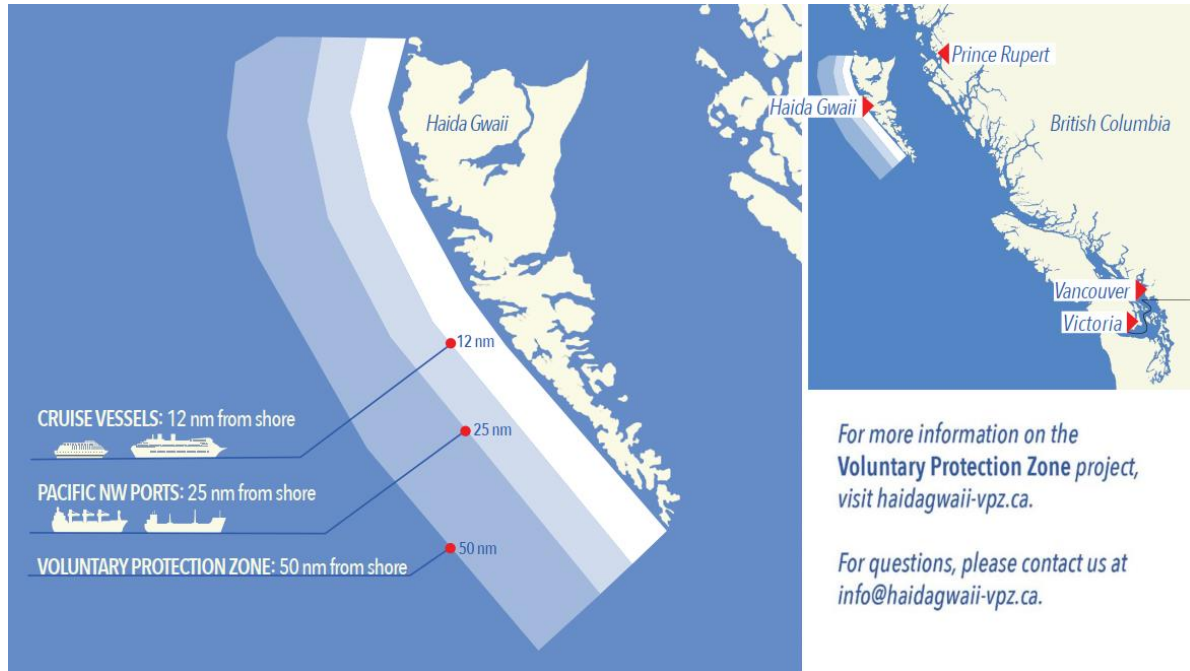 Haida Gwaii
12 nm
CRUISE VESSELS: 12 nm from shore
25 nm
PACIFIC NW PORTS: 25 nm from shore
50 nm
VOLUNTARY PROTECTION ZONE: 50 nm from shore
Prince Rupert
Haida Gwaii
British Columbia
Vancouver
Victoria
For more information on the
Voluntary Protection Zone project,
visit haidagwaii-vpz.ca.
For questions, please contact us at
info@haidagwaii-vpz.ca.